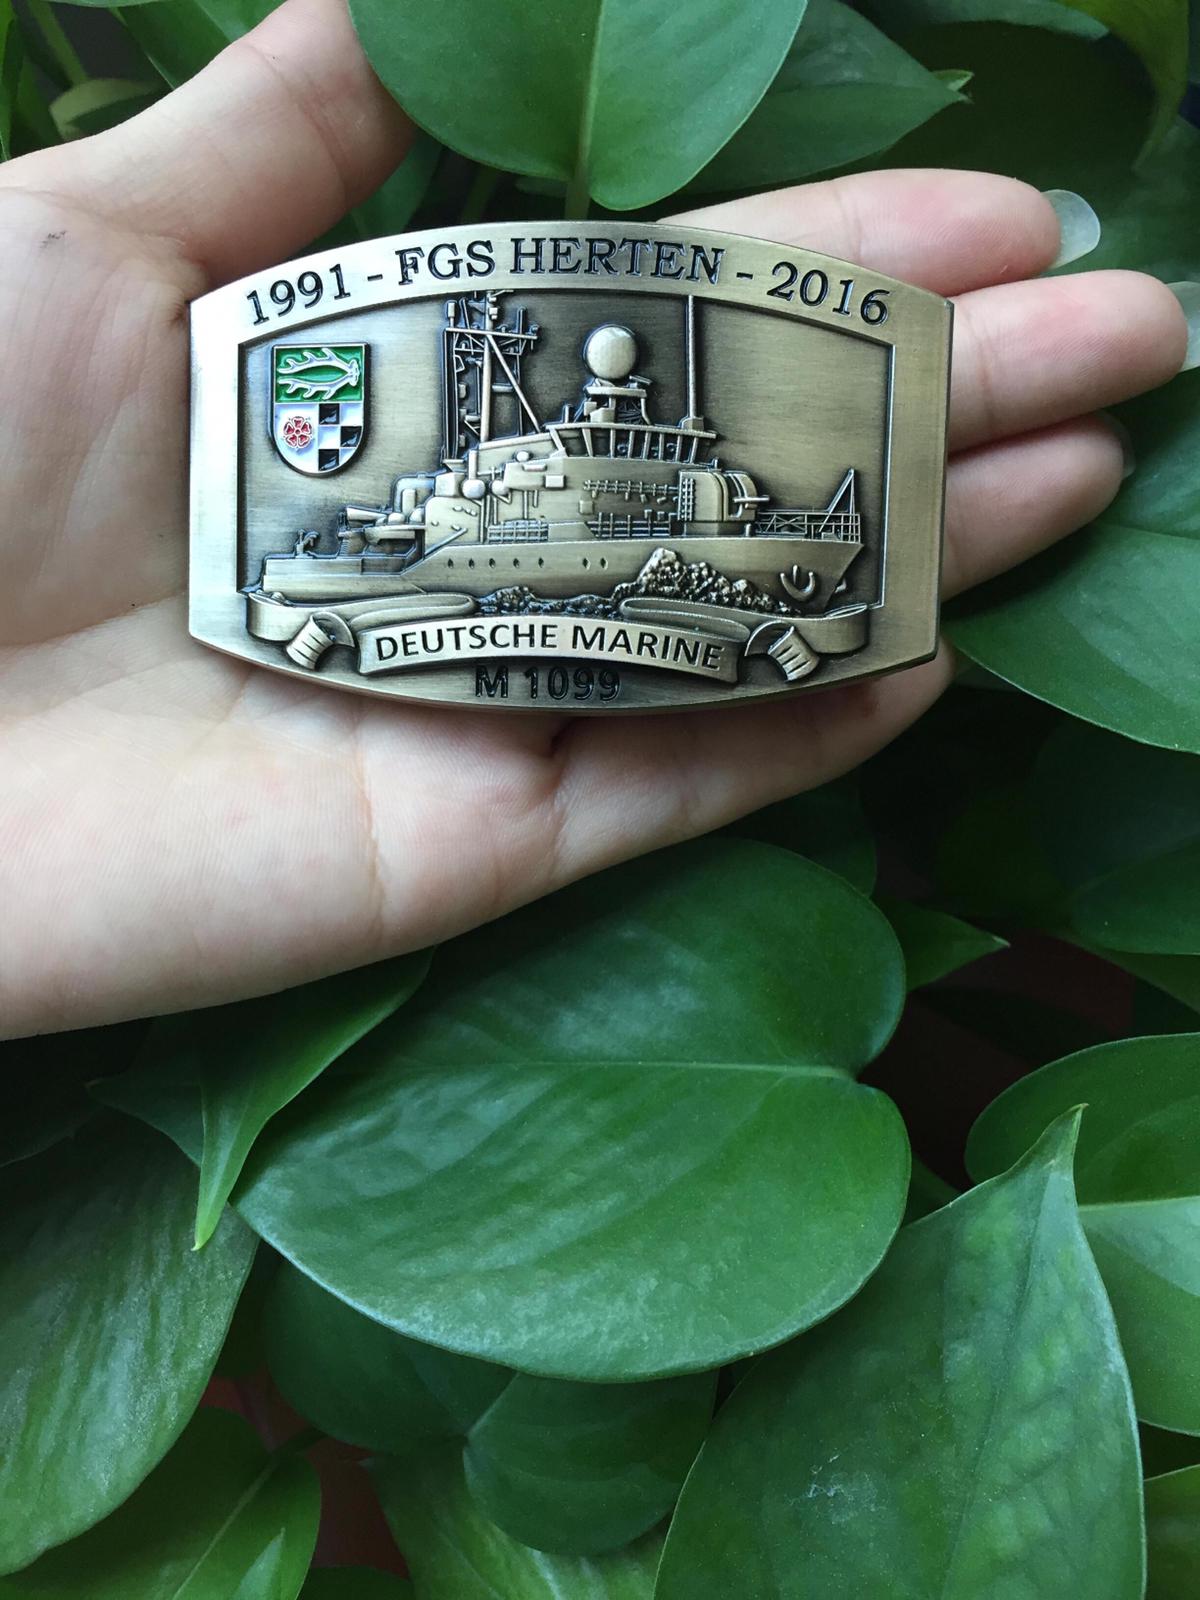 1991 - FGS HERTEN - 2016
DEUTSCHE MARINE
M 1099